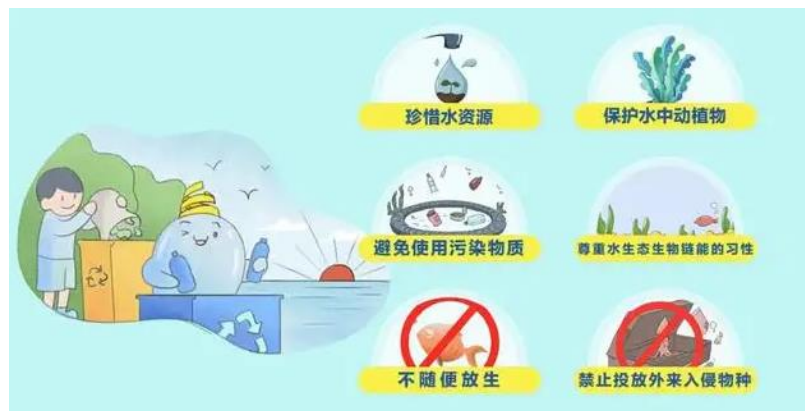 珍惜水资源
保护水中动植物
避免使用污染物质
尊重水生态生物链能的习性
不随便放生
禁止投放外来入侵物种